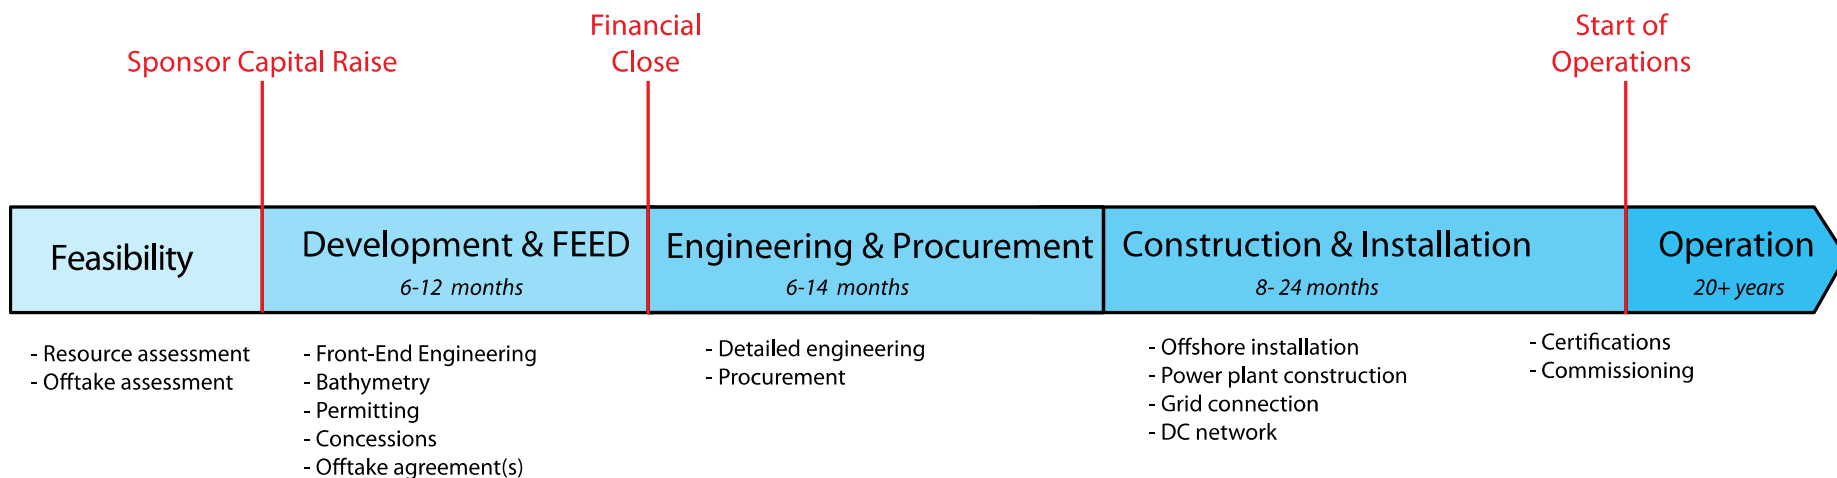 Sponsor Capital Raise
Financial
Close
Start of
Operations
Feasibility
Development & FEED
6-12 months
Engineering & Procurement
6-14 months
Construction & Installation
8- 24 months
Operation
20+ years
- Resource assessment
- Offtake assessment
- Front-End Engineering
- Bathymetry
- Permitting
- Concessions
- Offtake agreement(s)
- Detailed engineering
- Procurement
- Offshore installation
- Power plant construction
- Grid connection
- DC network
- Certifications
- Commissioning